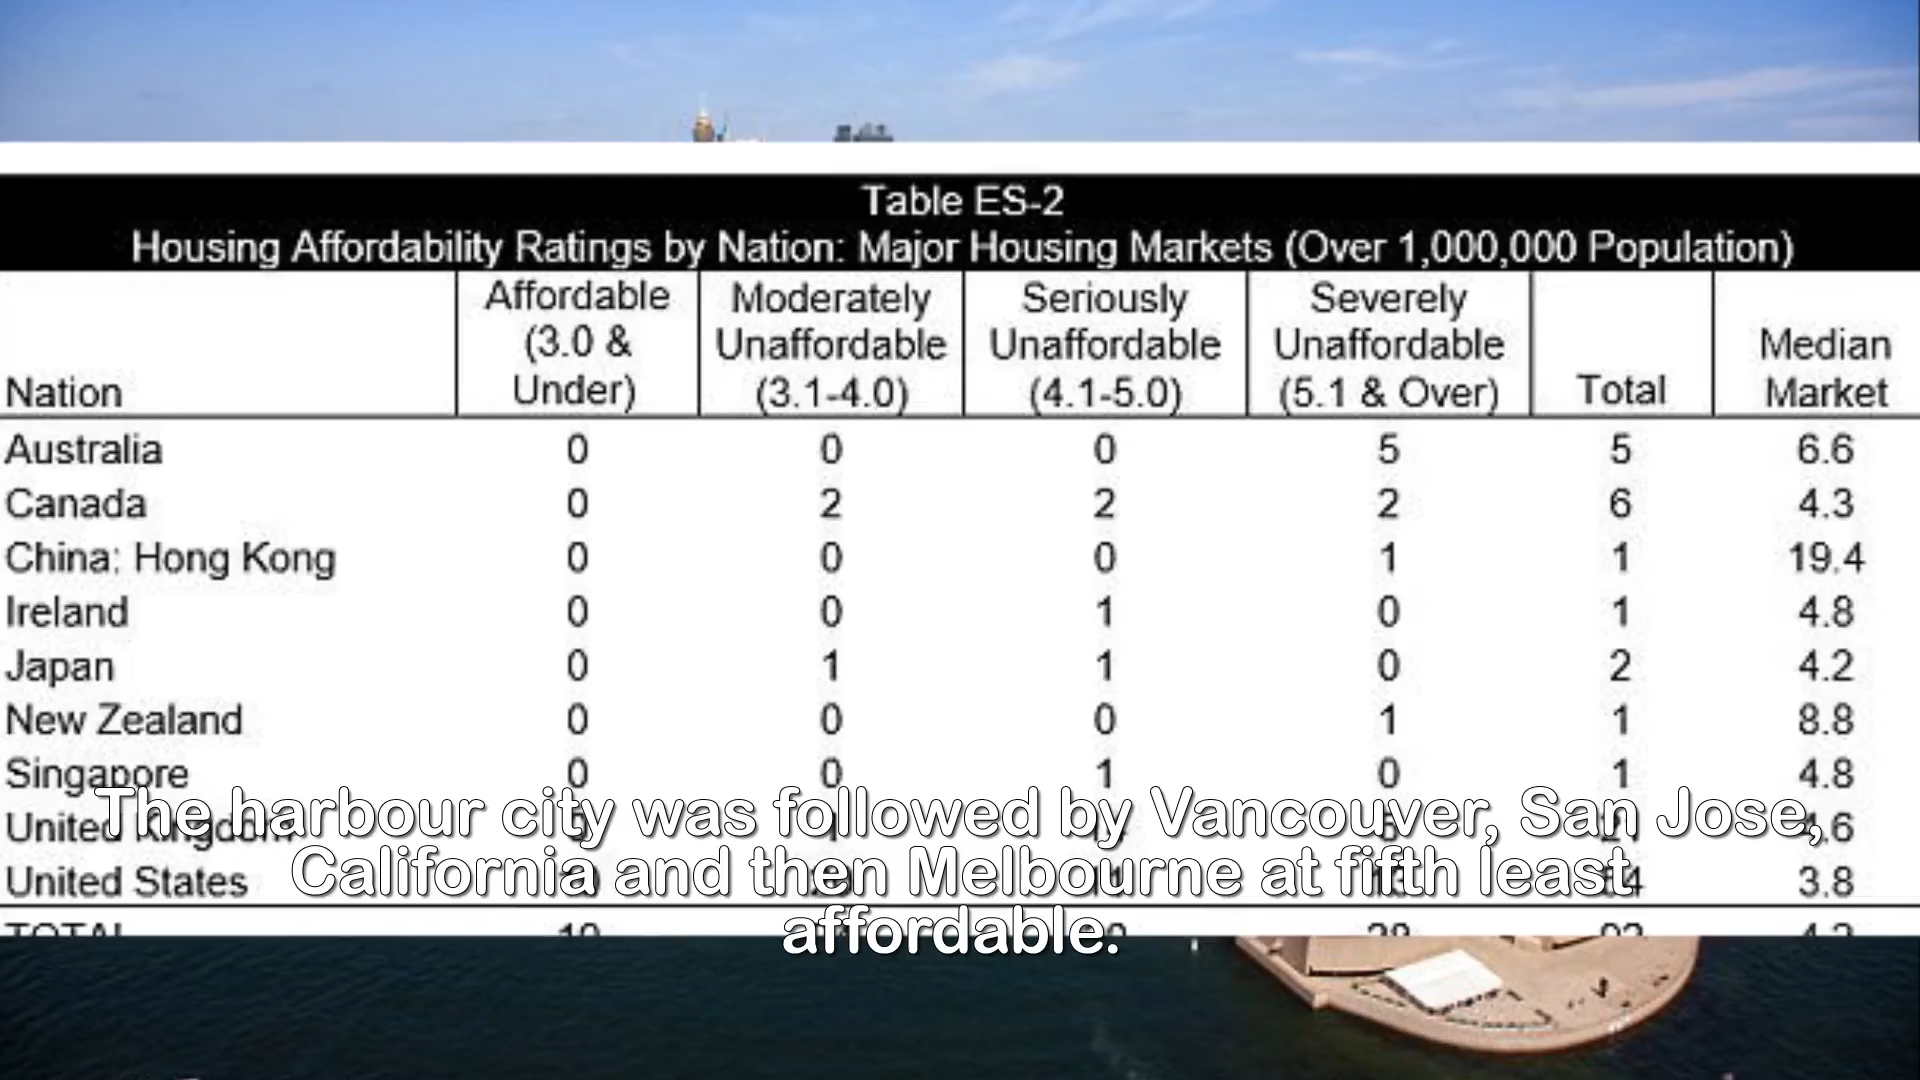 Table ES-2
Housing Affordability Ratings by Nation: Major Housing Markets (Over 1,000,000 Population)
Nation Affordable (3.0 & Under) Moderately Unaffordable (3.1-4.0) Seriously Unaffordable (4.1-5.0) Severely Unaffordable (5.1 & Over) Total Median Market
Australia 0 0 0 5 5 6.6
Canada 0 2 2 2 6 4.3
China: Hong Kong 0 0 0 1 1 19.4
Ireland 0 0 1 0 1 4.8
Japan 0 1 1 0 2 4.2
New Zealand 0 0 0 1 1 8.8
Singapore 0 0 1 0 1 4.8
United Kingdom 4.6
United States 3.8
TOTAL
The harbour city was followed by Vancouver, San Jose,
California and then Melbourne at fifth least
affordable.